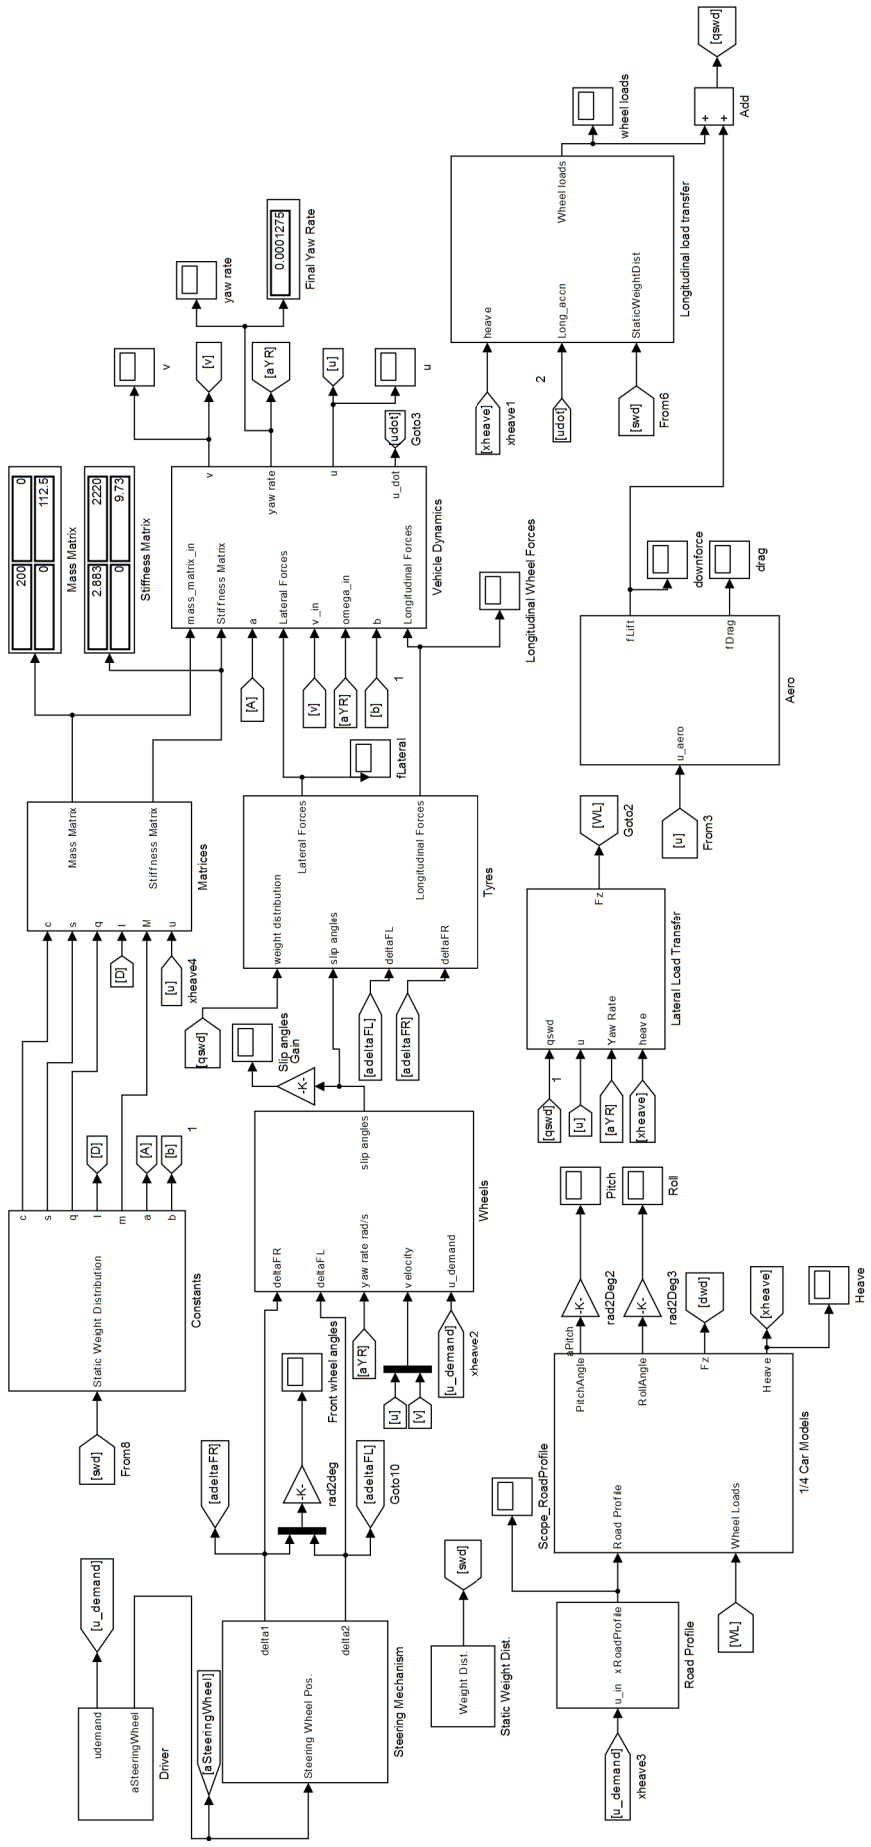 udemand
aSteeringWheel
Driver
[u_demand]
[aSteeringWheel]
Steering Wheel Pos.
delta1
delta2
Steering Mechanism
[adeltaFR]
[adeltaFL]
Goto10
-K-
rad2deg
Front wheel angles
[swd]
From8
Static Weight Distribution
c
s
q
l
m
a
b
Constants
[D]
[A]
[b]
1
c
s
q
l
M
u
[D]
[u]
xheave4
Mass Matrix
Stiffness Matrix
Matrices
200
0
0
112.5
Mass Matrix
2.883
2220
0
9.73
Stiffness Matrix
deltaFR
deltaFL
yaw rate rad/s
velocity
u_demand
slip angles
Wheels
[aYR]
[u]
[v]
[u_demand]
xheave2
-K-
Gain
Slip angles
[qswd]
[adeltaFL]
[adeltaFR]
weight distribution
slip angles
deltaFL
deltaFR
Lateral Forces
Longitudinal Forces
Tyres
fLateral
Longitudinal Wheel Forces
[A]
[v]
[aYR]
[b]
1
mass_matrix_in
Stiffness Matrix
a
Lateral Forces
v_in
omega_in
b
Longitudinal Forces
v
yaw rate
u
u_dot
Vehicle Dynamics
v
[v]
[aYR]
yaw rate
0.0001275
Final Yaw Rate
[u]
u
[udot]
Goto3
Weight Dist.
Static Weight Dist.
[swd]
[u_demand]
xheave3
u_in
xRoadProfile
Road Profile
Scope_RoadProfile
[WL]
Road Profile
Wheel Loads
PitchAngle
aPitch
RollAngle
Fz
Heave
1/4 Car Models
-K-
rad2Deg2
Pitch
-K-
rad2Deg3
Roll
[dwd]
[xheave]
Heave
[qswd]
1
[u]
[aYR]
[xheave]
qswd
u
Yaw Rate
heave
Fz
Lateral Load Transfer
[WL]
Goto2
[u]
From3
u_aero
fLift
fDrag
Aero
downforce
drag
[xheave]
xheave1
2
[udot]
[swd]
From6
heave
Long_accn
StaticWeightDist
Wheel loads
Longitudinal load transfer
wheel loads
+
+
Add
[qswd]